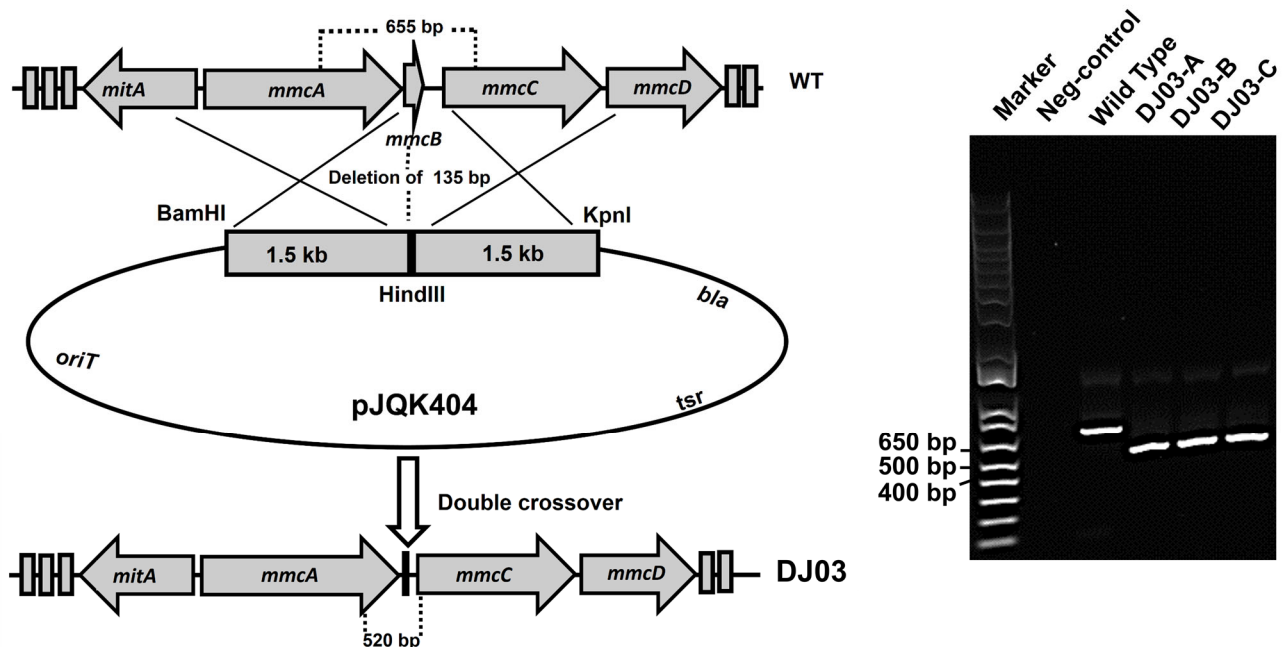 655 bp
mitA
mmcA
mmcC
mmcD
WT
mmcB
Deletion of 135 bp
BamHI
KpnI
1.5 kb
1.5 kb
HindIII
bla
oriT
pJQK404
tsr
Double crossover
mitA
mmcA
mmcC
mmcD
DJ03
520 bp
Marker
Neg-control
Wild Type
DJ03-A
DJ03-B
DJ03-C
650 bp
500 bp
400 bp